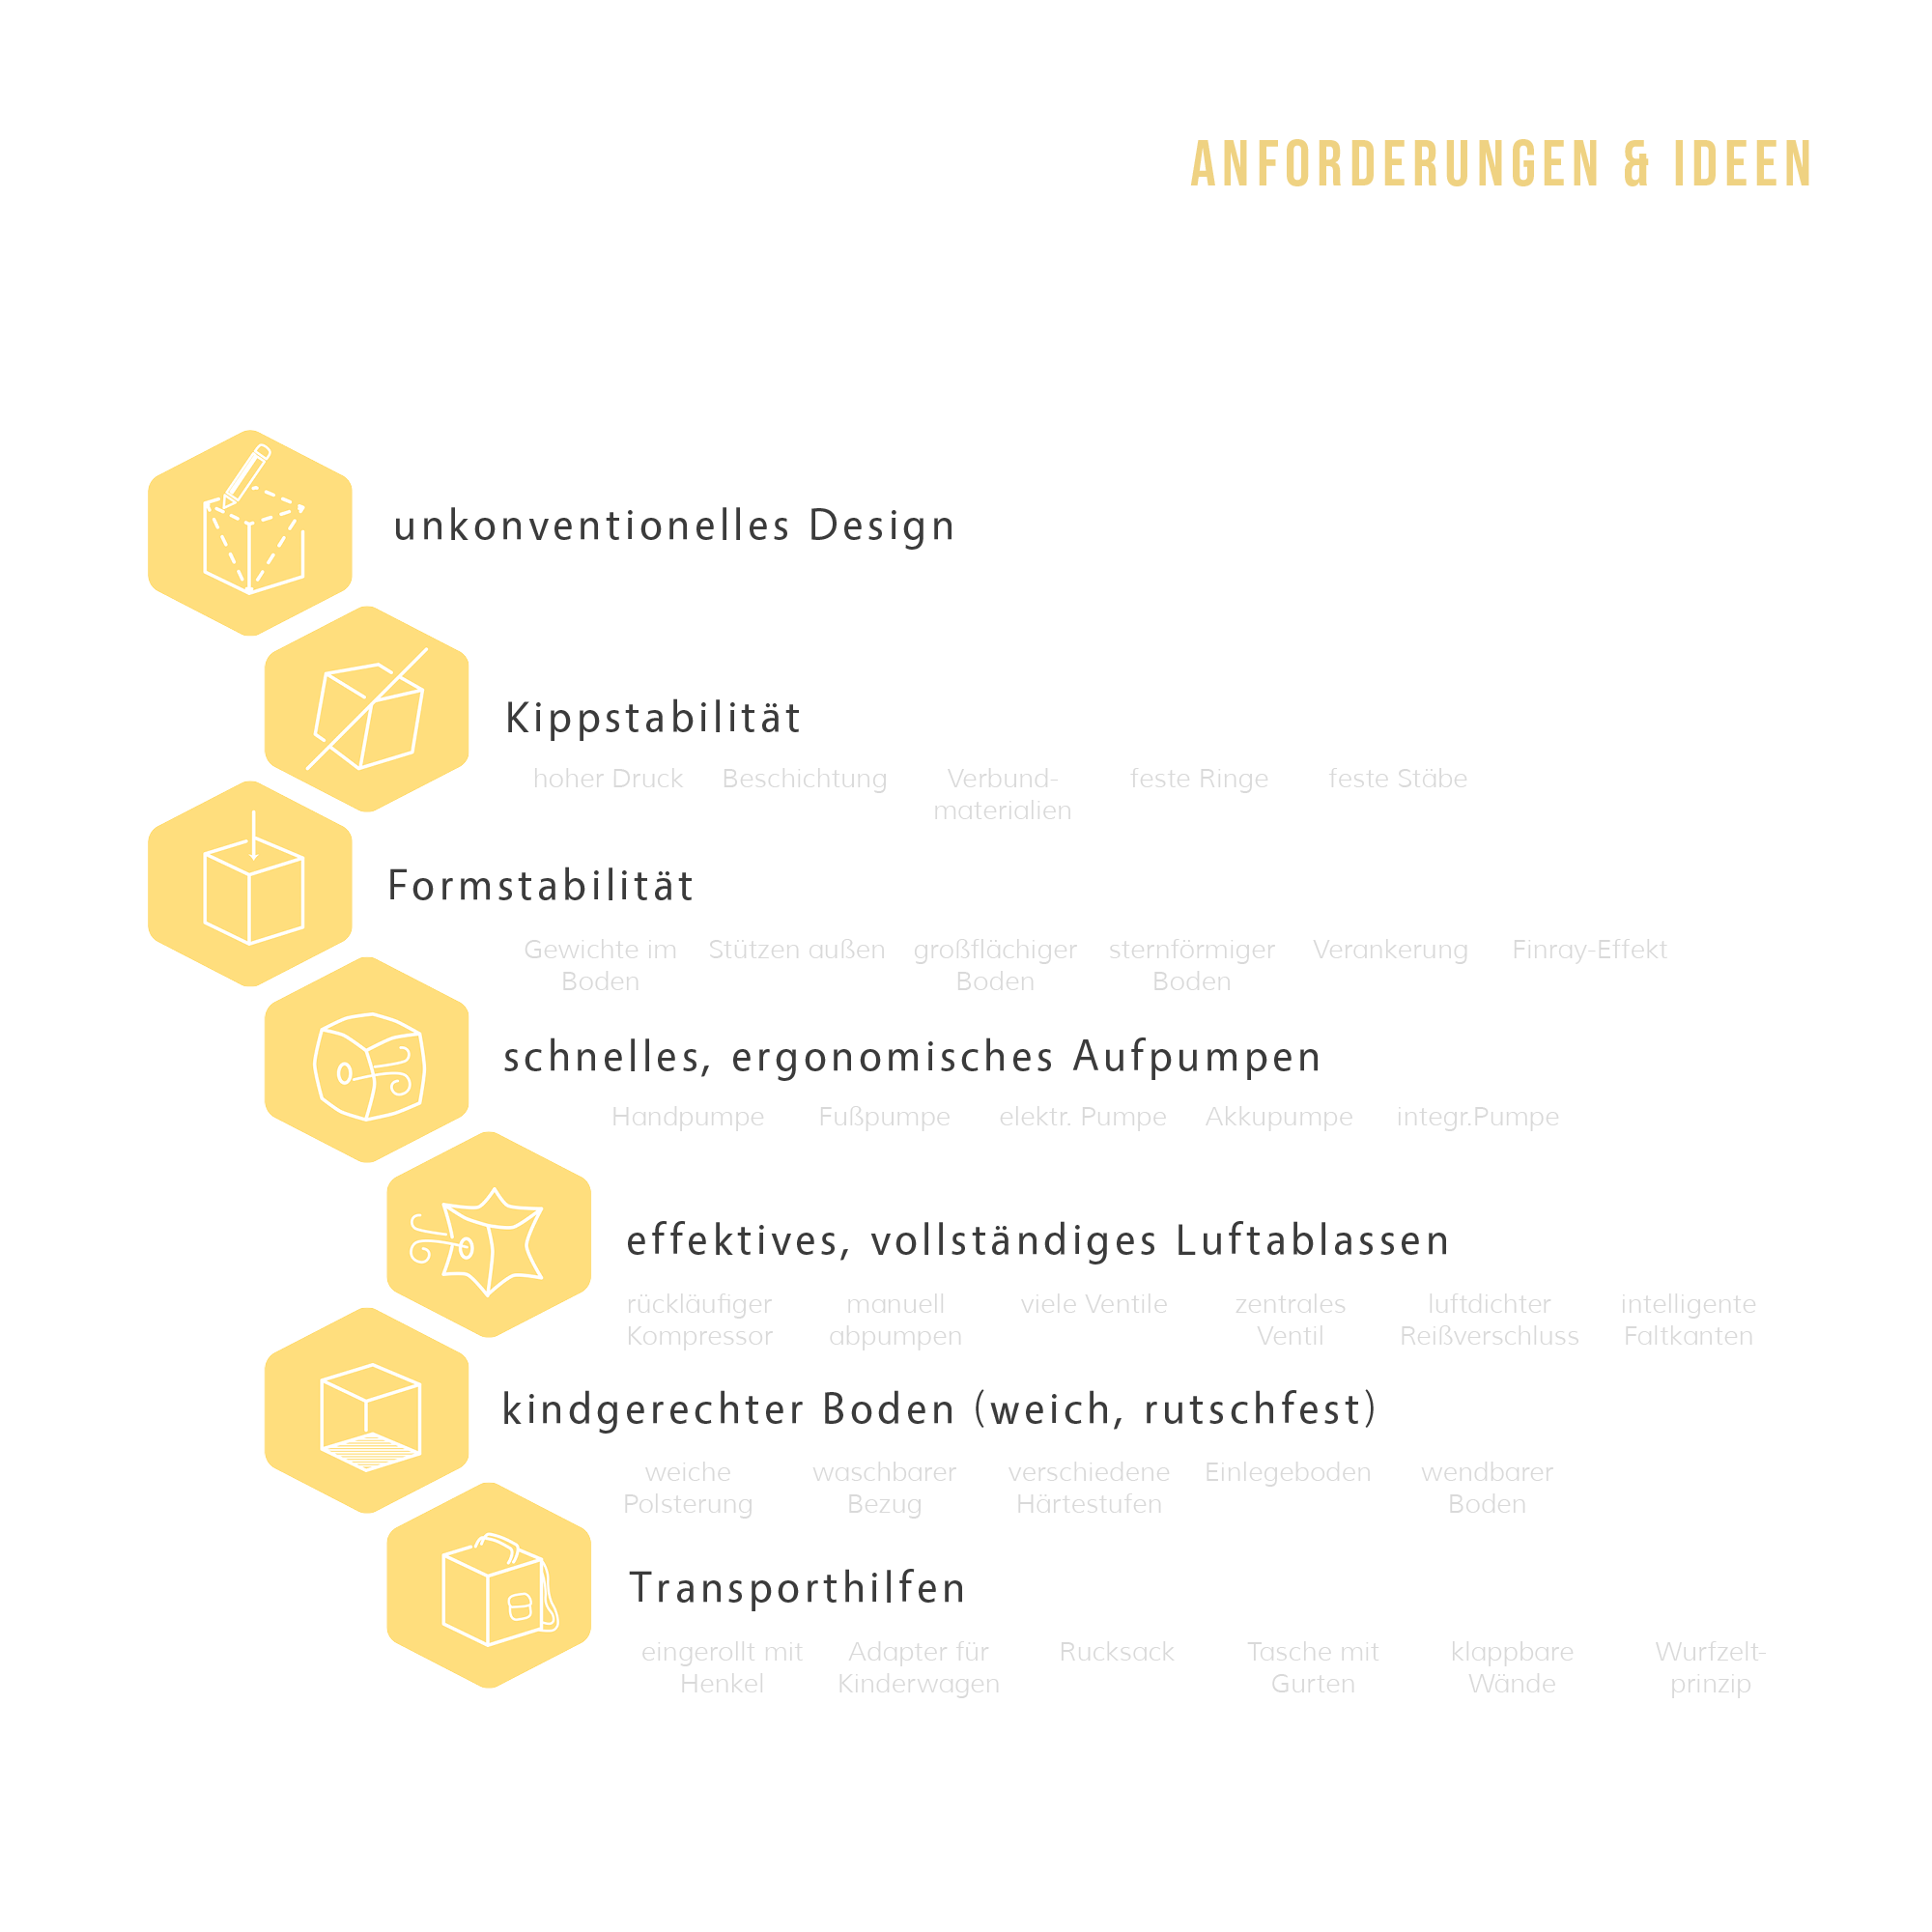 ANFORDERUNGEN & IDEEN
unkonventionelles Design
Kippstabilität
hoher Druck Beschichtung Verbund- feste Ringe feste Stäbe
materialien
Formstabilität
Gewichte im Stützen außen großflächiger sternförmiger Verankerung Finray-Effekt
Boden Boden Boden
schnelles, ergonomisches Aufpumpen
Handpumpe Fußpumpe elektr. Pumpe Akkupumpe integr.Pumpe
effektives, vollständiges Luftablassen
rückläufiger manuell viele Ventile zentrales luftdichter intelligente
Kompressor abpumpen Ventil Reißverschluss Faltkanten
kindgerechter Boden (weich, rutschfest)
weiche waschbarer verschiedene Einlegeboden wendbarer
Polsterung Bezug Härtestufen Boden
Transporthilfen
eingerollt mit Adapter für Rucksack Tasche mit klappbare Wurfzelt-
Henkel Kinderwagen Gurten Wände prinzip